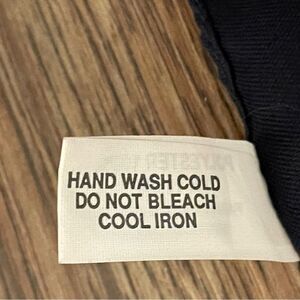 HAND WASH COLD
DO NOT BLEACH
COOL IRON